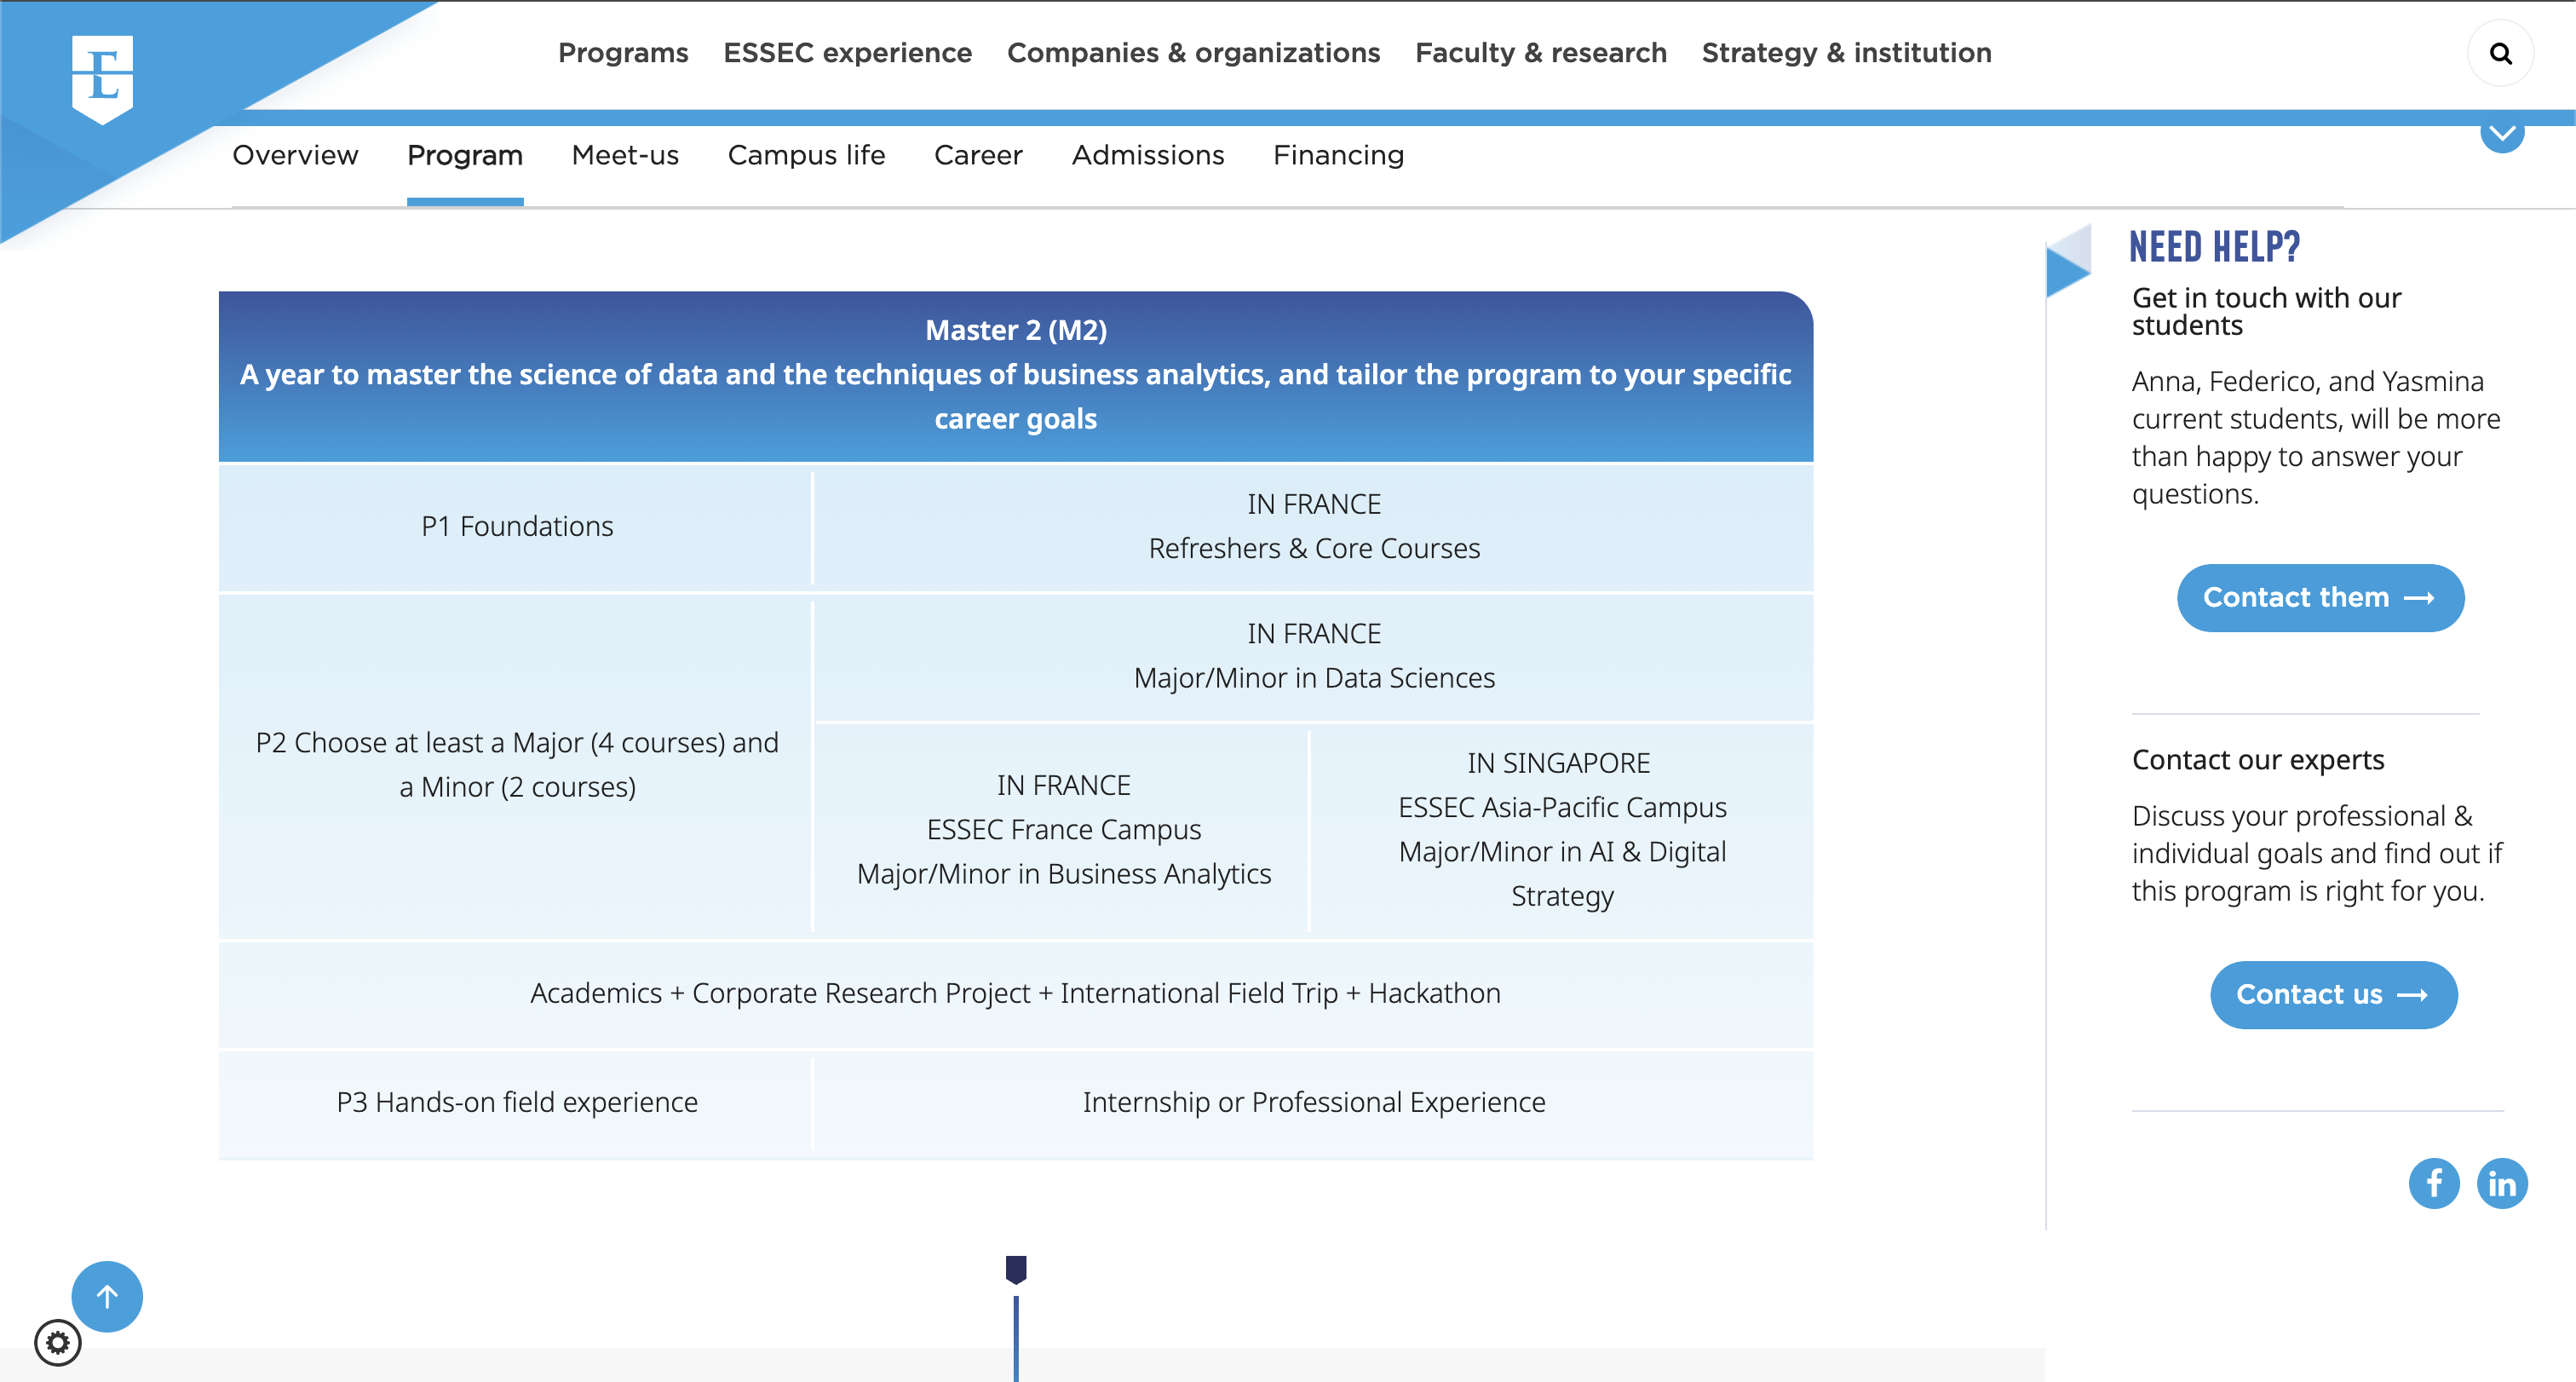 E
Programs ESSEC experience Companies & organizations Faculty & research Strategy & institution
Overview Program Meet-us Campus life Career Admissions Financing
Master 2 (M2)
A year to master the science of data and the techniques of business analytics, and tailor the program to your specific
career goals
P1 Foundations
IN FRANCE
Refreshers & Core Courses
P2 Choose at least a Major (4 courses) and
a Minor (2 courses)
IN FRANCE
Major/Minor in Data Sciences
IN FRANCE
ESSEC France Campus
Major/Minor in Business Analytics
IN SINGAPORE
ESSEC Asia-Pacific Campus
Major/Minor in AI & Digital
Strategy
Academics + Corporate Research Project + International Field Trip + Hackathon
P3 Hands-on field experience
Internship or Professional Experience
NEED HELP?
Get in touch with our
students
Anna, Federico, and Yasmina
current students, will be more
than happy to answer your
questions.
Contact them →
Contact our experts
Discuss your professional &
individual goals and find out if
this program is right for you.
Contact us →
f in